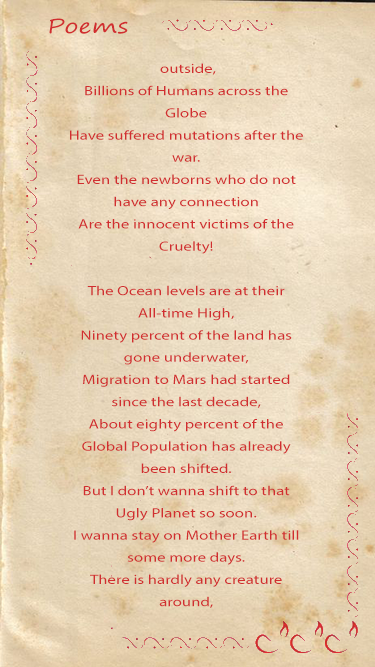 Poems
outside,
Billions of Humans across the
Globe
Have suffered mutations after the
war.
Even the newborns who do not
have any connection
Are the innocent victims of the
Cruelty!
The Ocean levels are at their
All-time High,
Ninety percent of the land has
gone underwater,
Migration to Mars had started
since the last decade,
About eighty percent of the
Global Population has already
been shifted.
But I don’t wanna shift to that
Ugly Planet so soon.
I wanna stay on Mother Earth till
some more days.
There is hardly any creature
around,